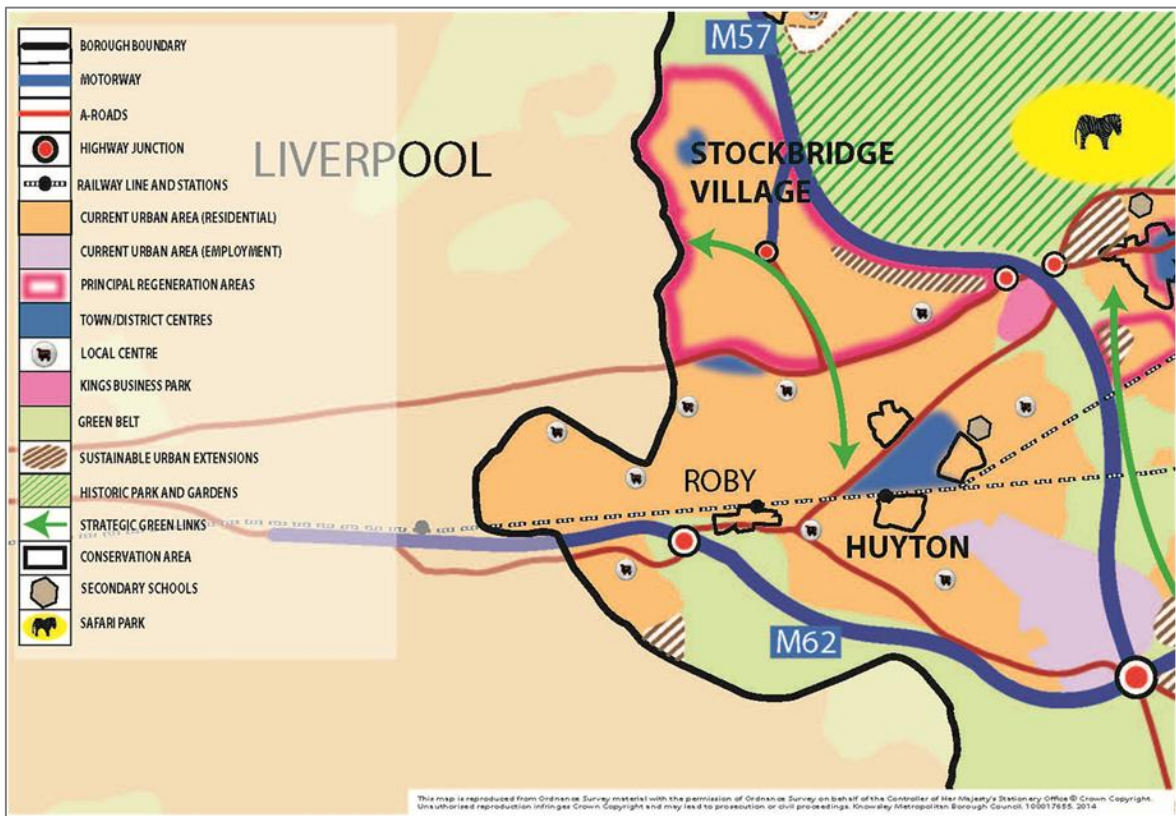 BOROUGH BOUNDARY
MOTORWAY
A-ROADS
HIGHWAY JUNCTION
RAILWAY LINE AND STATIONS
CURRENT URBAN AREA (RESIDENTIAL)
CURRENT URBAN AREA (EMPLOYMENT)
PRINCIPAL REGENERATION AREAS
TOWN/DISTRICT CENTRES
LOCAL CENTRE
KINGS BUSINESS PARK
GREEN BELT
SUSTAINABLE URBAN EXTENSIONS
HISTORIC PARK AND GARDENS
STRATEGIC GREEN LINKS
CONSERVATION AREA
SECONDARY SCHOOLS
SAFARI PARK
M57
LIVERPOOL
STOCKBRIDGE
VILLAGE
ROBY
HUYTON
M62
This map is reproduced from Ordnance Survey material with the permission of Ordnance Survey on behalf of the Controller of Her Majesty's Stationery Office © Crown Copyright.
Unauthorised reproduction infringes Crown Copyright and may lead to prosecution or civil proceedings. Knowsley Metropolitan Borough Council. 100017655. 2014